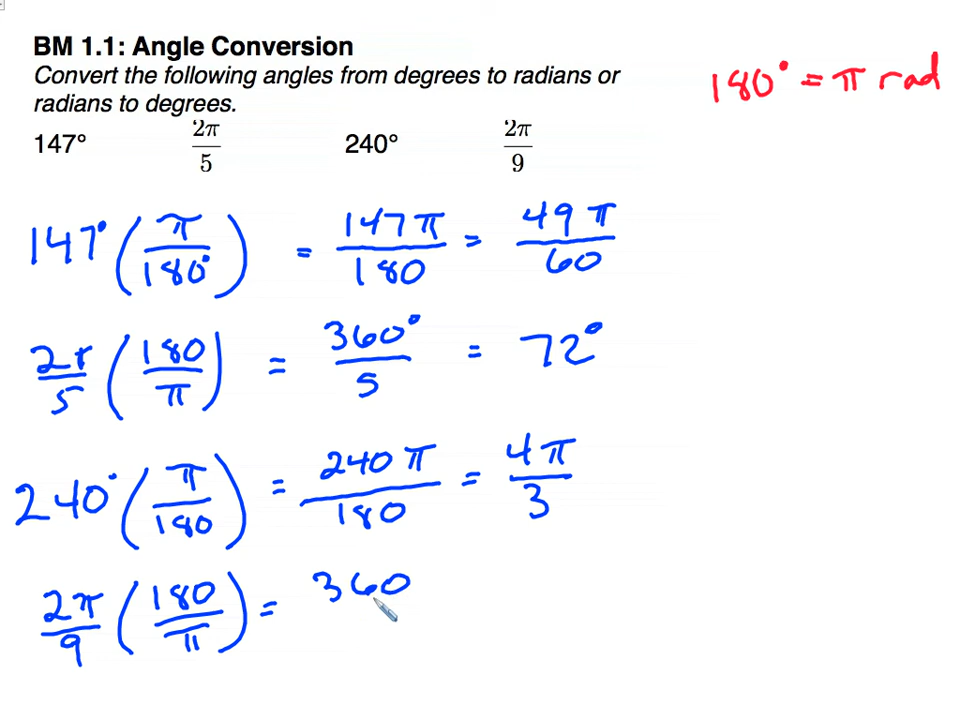 BM 1.1: Angle Conversion
Convert the following angles from degrees to radians or
radians to degrees.
180° = π rad
147° 2π/5 240° 2π/9
147° (π/180°) = 147π/180 = 49π/60
2π/5 (180/π) = 360°/5 = 72°
240° (π/180) = 240π/180 = 4π/3
2π/9 (180/π) = 360